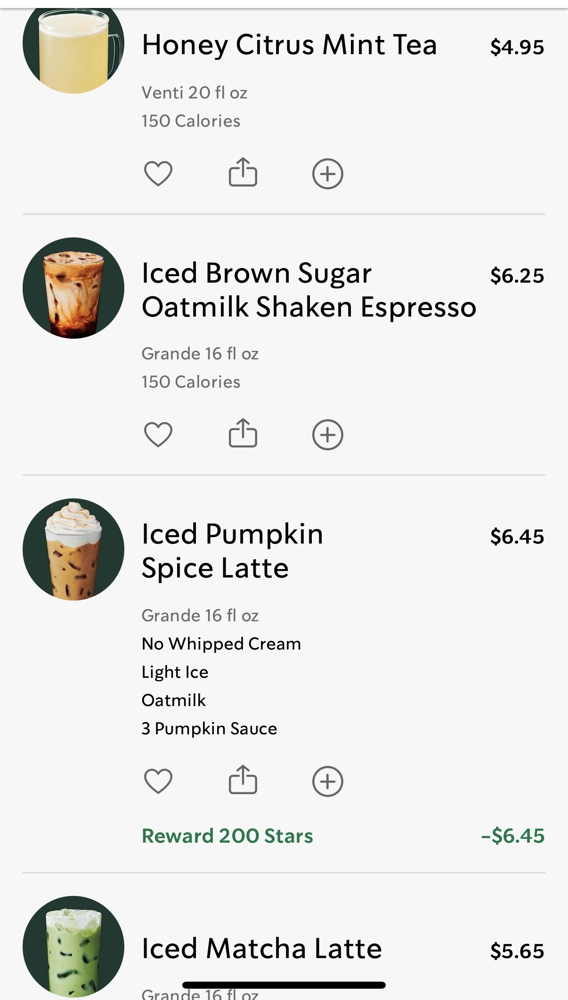 Honey Citrus Mint Tea $4.95
Venti 20 fl oz
150 Calories
Iced Brown Sugar $6.25
Oatmilk Shaken Espresso
Grande 16 fl oz
150 Calories
Iced Pumpkin $6.45
Spice Latte
Grande 16 fl oz
No Whipped Cream
Light Ice
Oatmilk
3 Pumpkin Sauce
Reward 200 Stars -$6.45
Iced Matcha Latte $5.65
Grande 16 fl oz